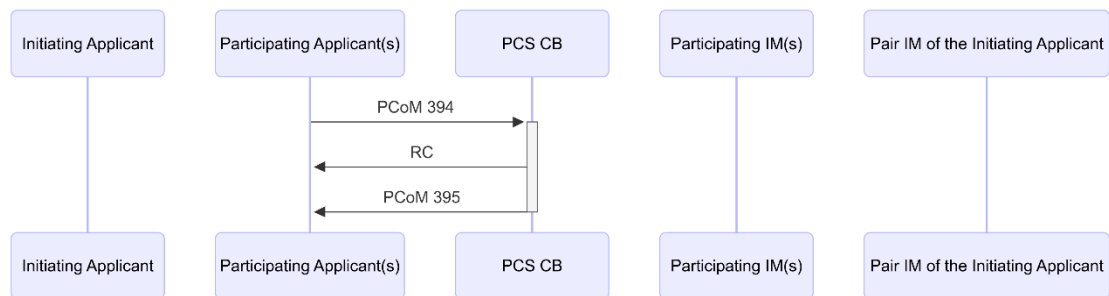 Initiating Applicant
Participating Applicant(s)
PCS CB
Participating IM(s)
Pair IM of the Initiating Applicant
PCoM 394
RC
PCoM 395
Initiating Applicant
Participating Applicant(s)
PCS CB
Participating IM(s)
Pair IM of the Initiating Applicant